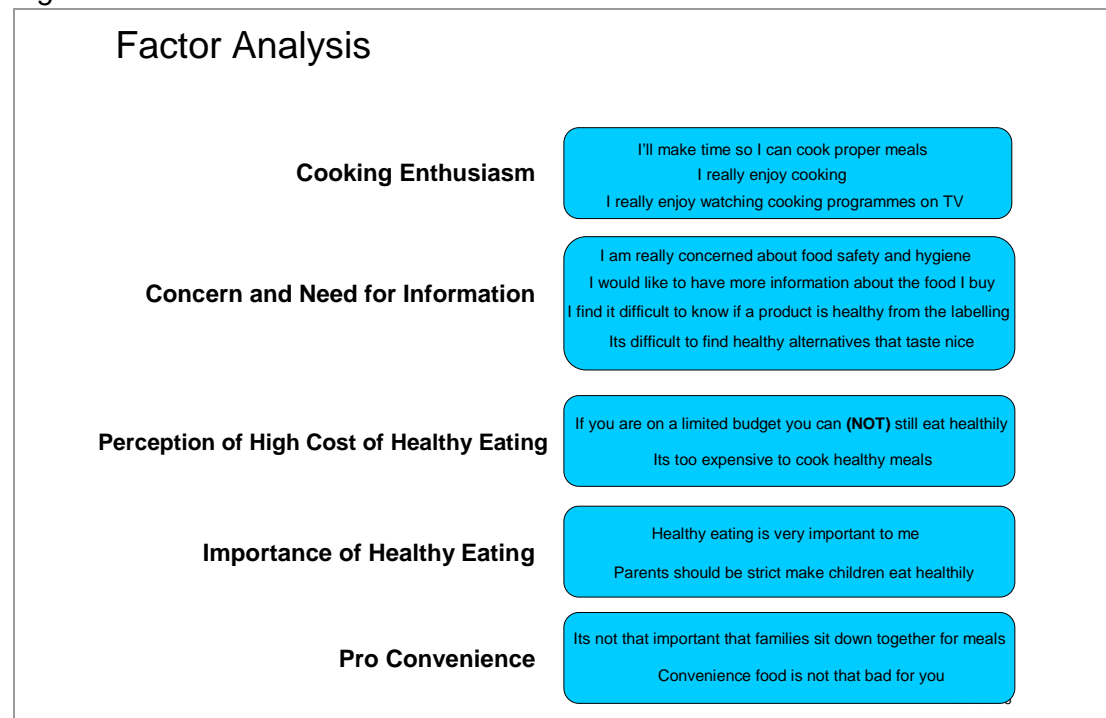 Factor Analysis
Cooking Enthusiasm
I'll make time so I can cook proper meals
I really enjoy cooking
I really enjoy watching cooking programmes on TV
Concern and Need for Information
I am really concerned about food safety and hygiene
I would like to have more information about the food I buy
I find it difficult to know if a product is healthy from the labelling
Its difficult to find healthy alternatives that taste nice
Perception of High Cost of Healthy Eating
If you are on a limited budget you can (NOT) still eat healthily
Its too expensive to cook healthy meals
Importance of Healthy Eating
Healthy eating is very important to me
Parents should be strict make children eat healthily
Pro Convenience
Its not that important that families sit down together for meals
Convenience food is not that bad for you